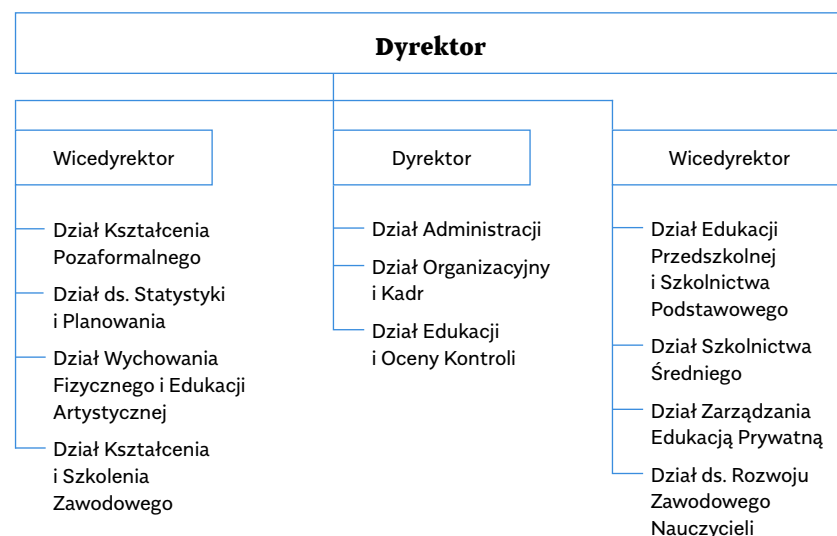 Dyrektor
Wicedyrektor
Dział Kształcenia
Pozaformalnego
Dział ds. Statystyki
i Planowania
Dział Wychowania
Fizycznego i Edukacji
Artystycznej
Dział Kształcenia
i Szkolenia
Zawodowego
Dyrektor
Dział Administracji
Dział Organizacyjny
i Kadr
Dział Edukacji
i Oceny Kontroli
Wicedyrektor
Dział Edukacji
Przedszkolnej
i Szkolnictwa
Podstawowego
Dział Szkolnictwa
Średniego
Dział Zarządzania
Edukacją Prywatną
Dział ds. Rozwoju
Zawodowego
Nauczycieli